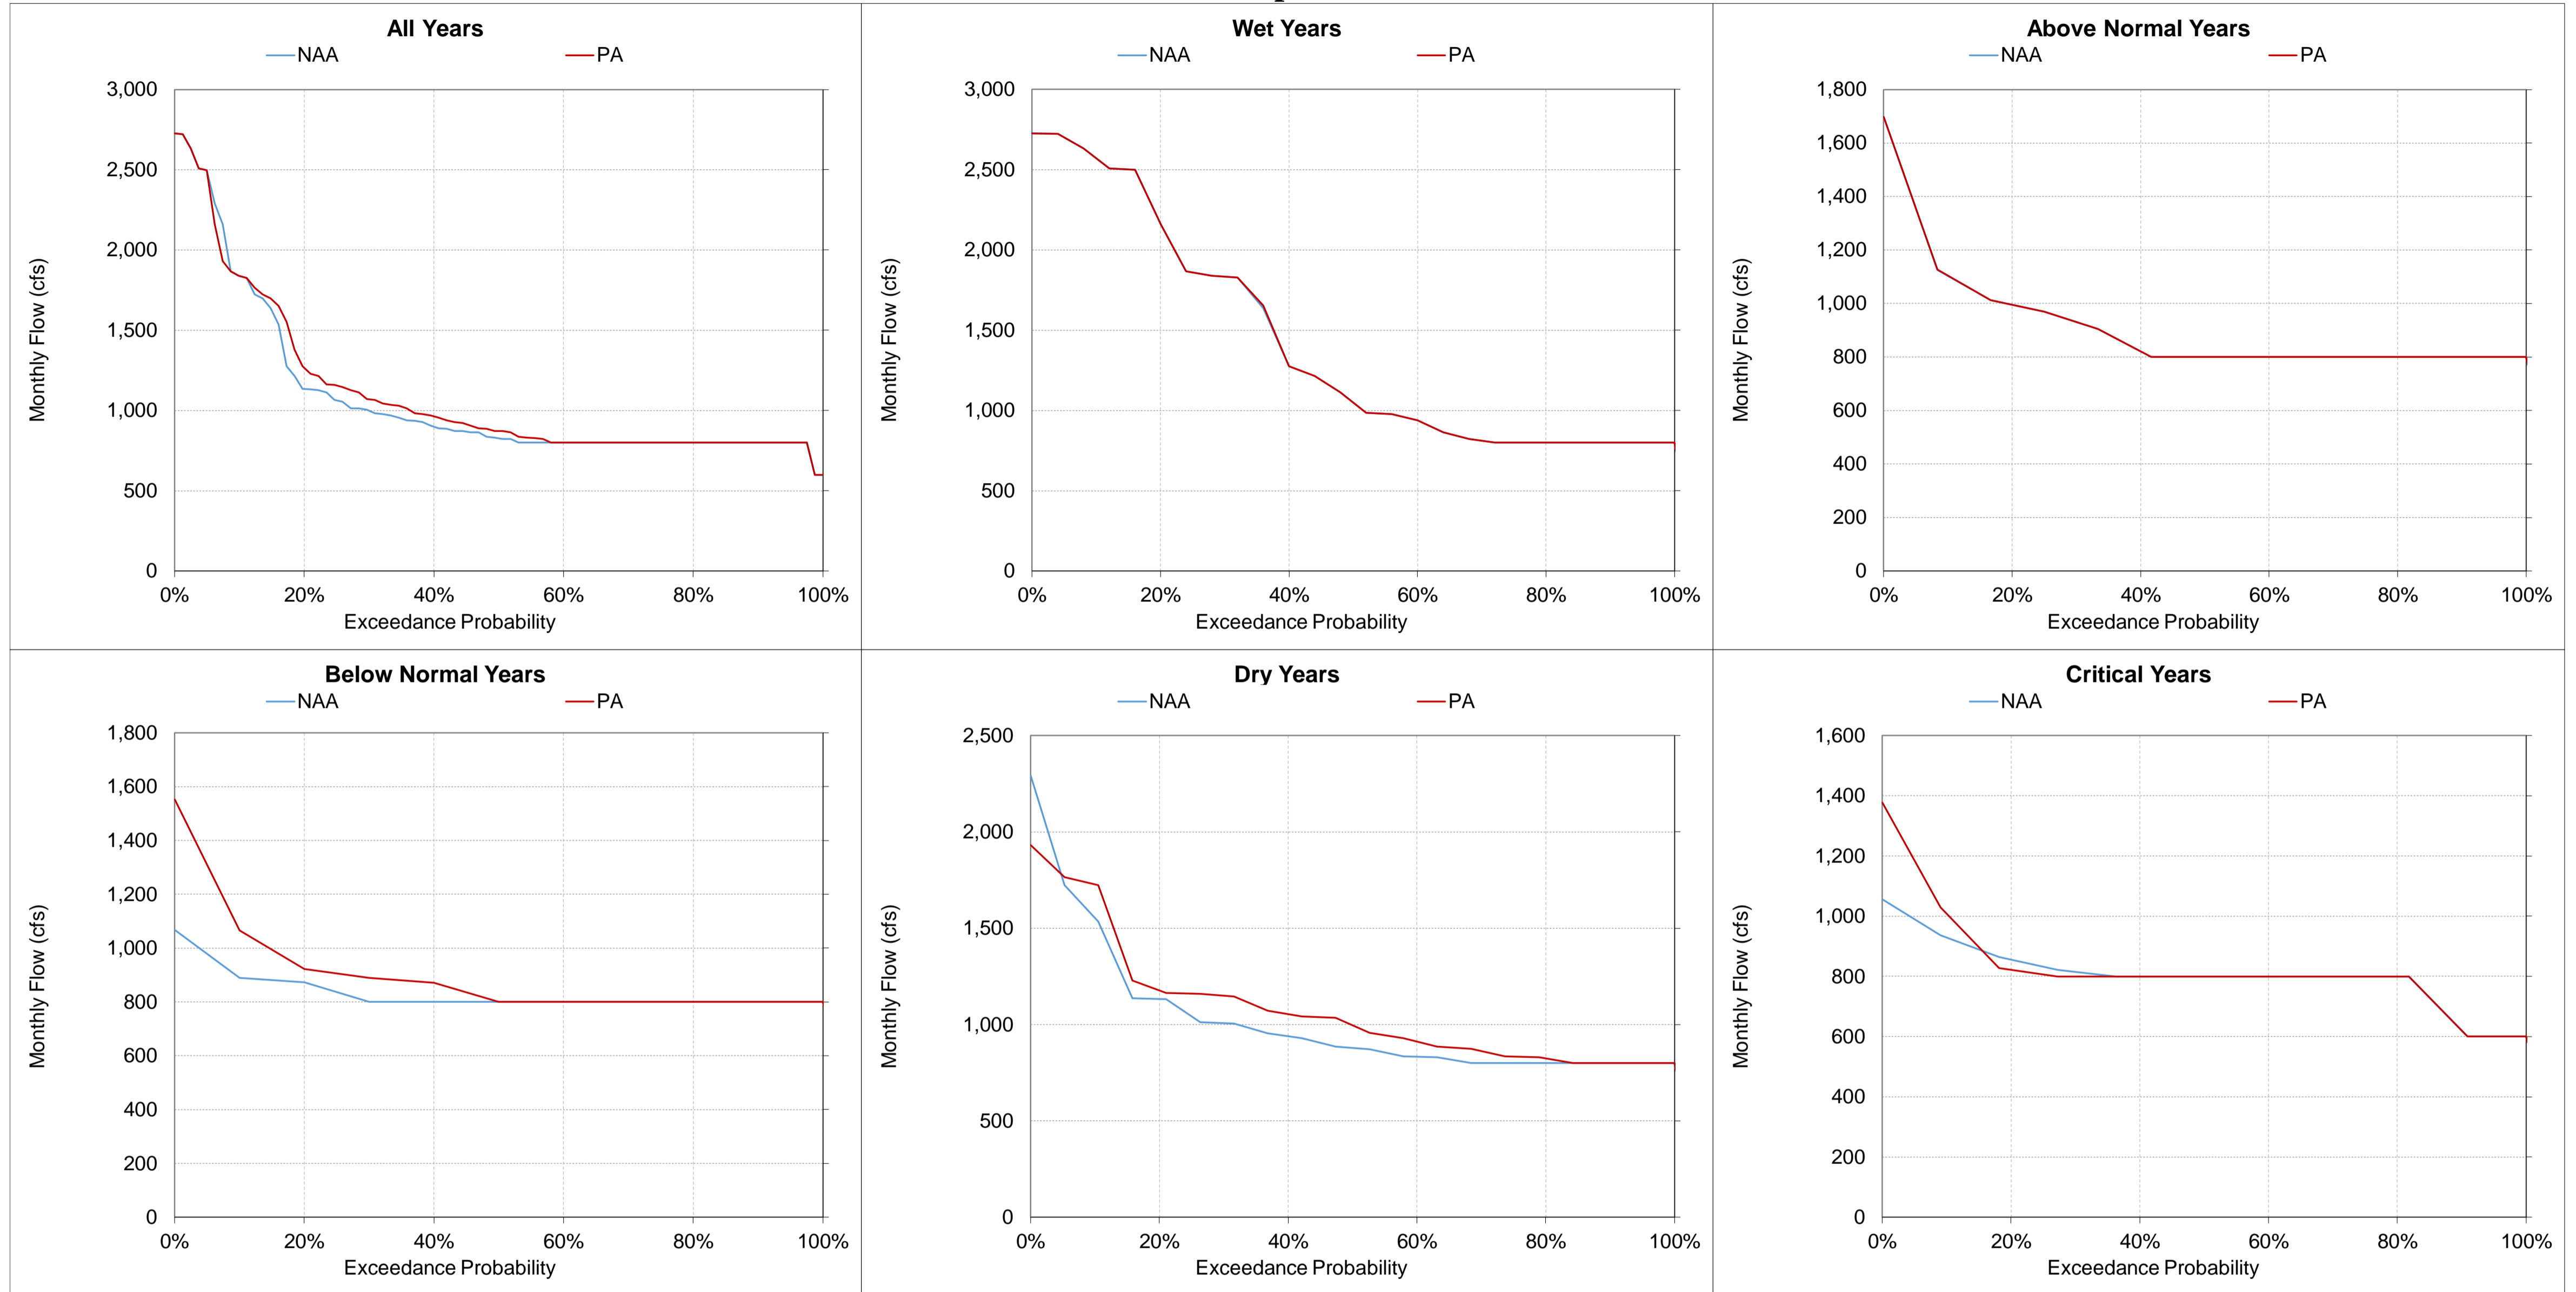 All Years
NAA PA
3,000
2,500
2,000
1,500
1,000
500
0
Monthly Flow (cfs)
0% 20% 40% 60% 80% 100%
Exceedance Probability
Wet Years
NAA PA
3,000
2,500
2,000
1,500
1,000
500
0
Monthly Flow (cfs)
0% 20% 40% 60% 80% 100%
Exceedance Probability
Above Normal Years
NAA PA
1,800
1,600
1,400
1,200
1,000
800
600
400
200
0
Monthly Flow (cfs)
0% 20% 40% 60% 80% 100%
Exceedance Probability
Below Normal Years
NAA PA
1,800
1,600
1,400
1,200
1,000
800
600
400
200
0
Monthly Flow (cfs)
0% 20% 40% 60% 80% 100%
Exceedance Probability
Dry Years
NAA PA
2,500
2,000
1,500
1,000
500
0
Monthly Flow (cfs)
0% 20% 40% 60% 80% 100%
Exceedance Probability
Critical Years
NAA PA
1,600
1,400
1,200
1,000
800
600
400
200
0
Monthly Flow (cfs)
0% 20% 40% 60% 80% 100%
Exceedance Probability